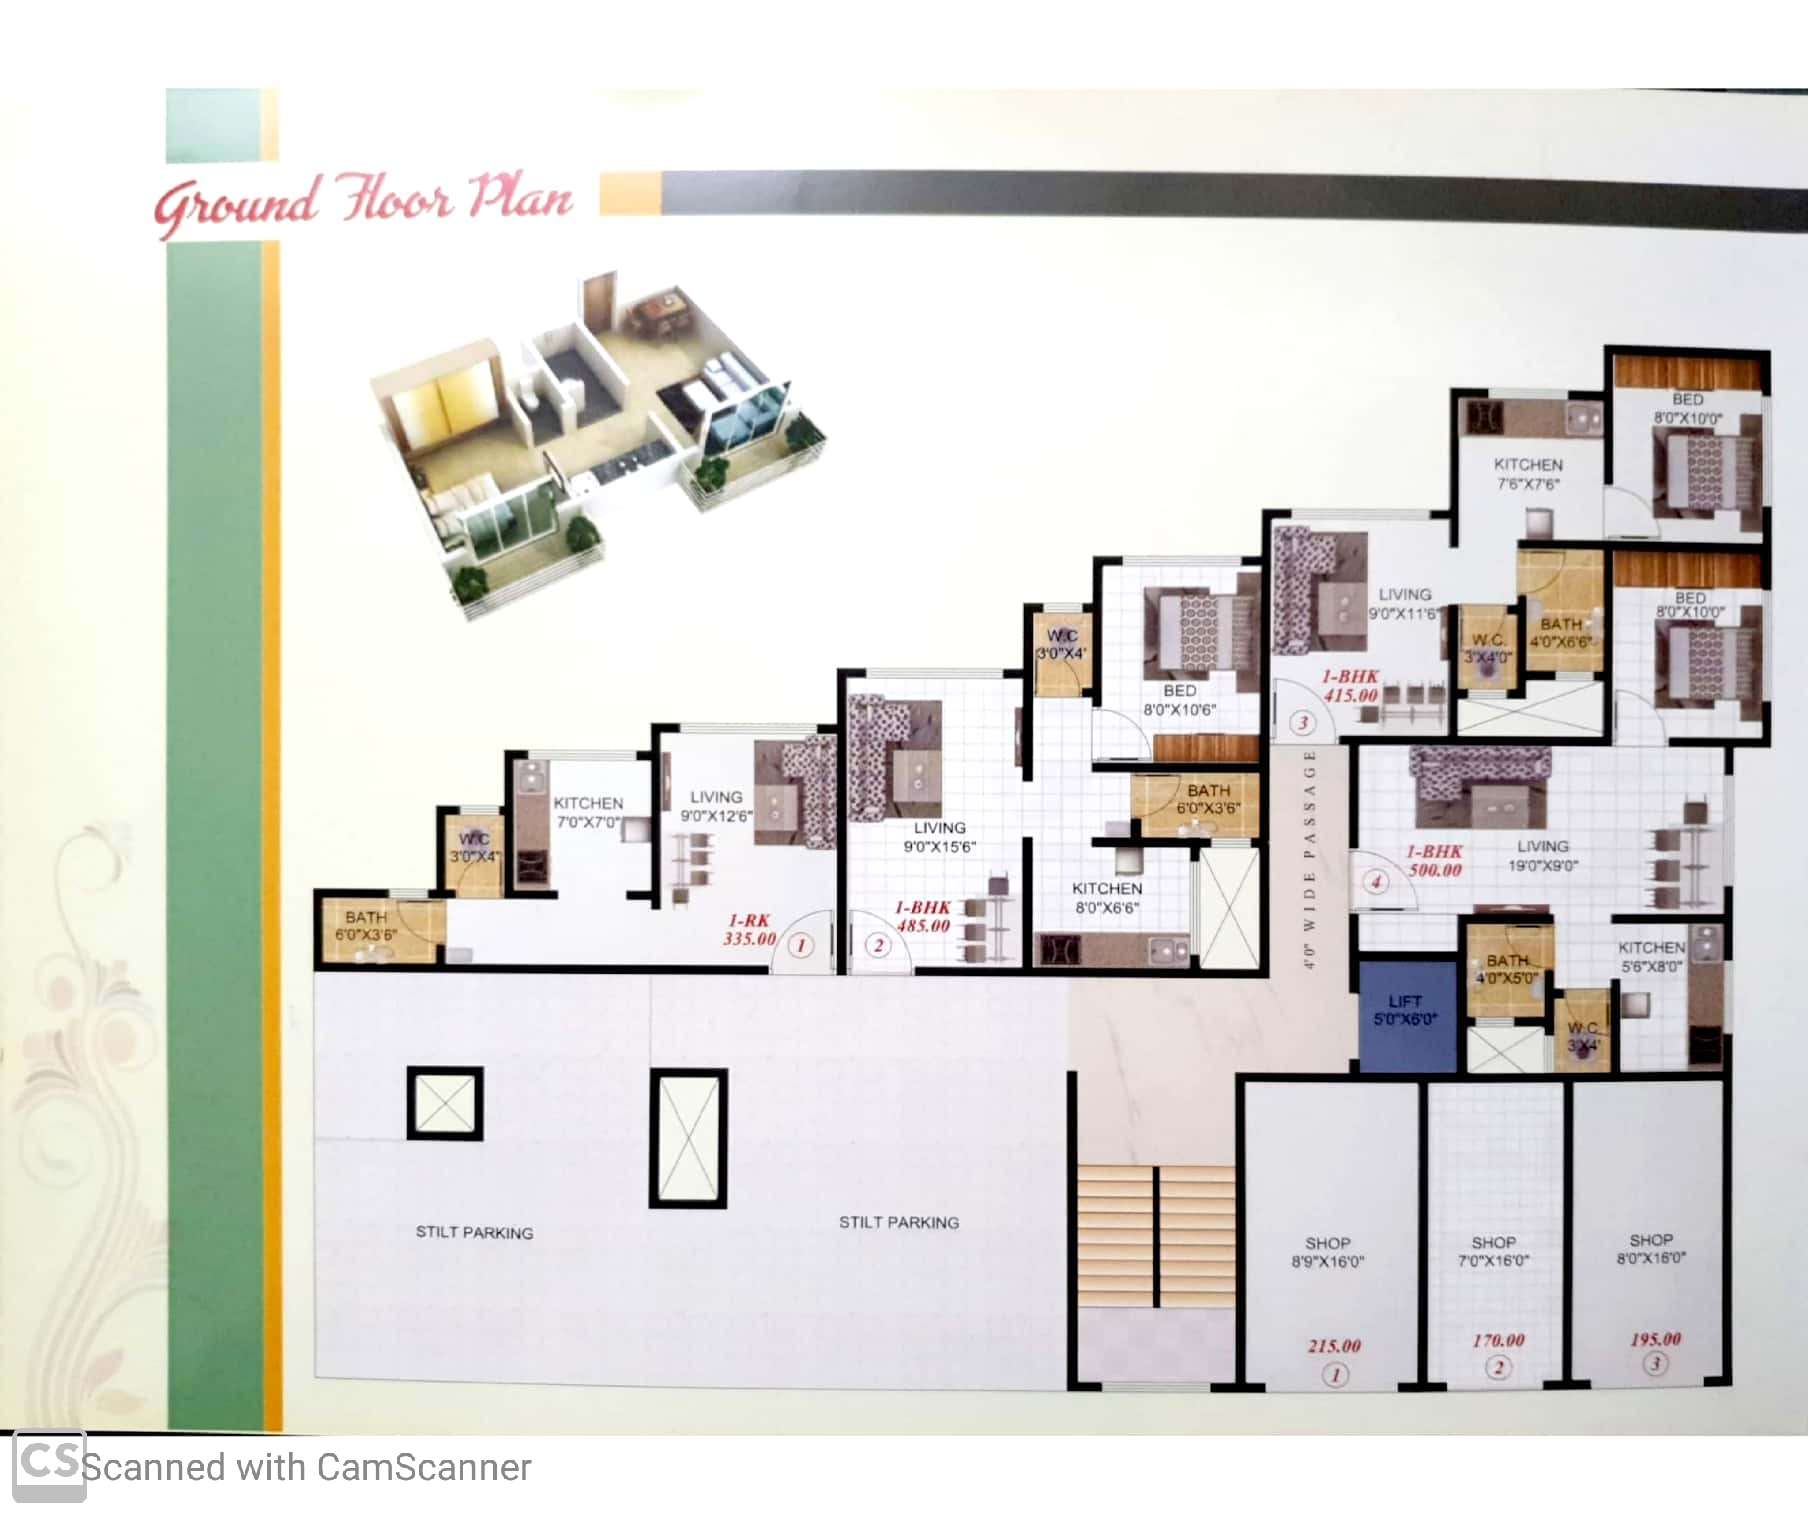 Ground Floor Plan
BED
8'0"X10'0"
KITCHEN
7'6"X7'6"
LIVING
9'0"X11'6"
W.C.
3'X4'0"
BATH
4'0"X6'6"
1-BHK
415.00
3
BED
8'0"X10'0"
W.C
3'0"X4'
BED
8'0"X10'6"
BATH
6'0"X3'6"
LIVING
9'0"X15'6"
KITCHEN
8'0"X6'6"
1-BHK
485.00
2
KITCHEN
7'0"X7'0"
LIVING
9'0"X12'6"
W.C
3'0"X4"
BATH
6'0"X3'6"
1-RK
335.00
1
4'0" WIDE PASSAGE
LIVING
19'0"X9'0"
1-BHK
500.00
4
BATH
4'0"X5'0"
KITCHEN
5'6"X8'0"
W.C.
3'X4'
LIFT
5'0"X6'0"
STILT PARKING
STILT PARKING
SHOP
8'9"X16'0"
215.00
1
SHOP
7'0"X16'0"
170.00
2
SHOP
8'0"X16'0"
195.00
3
CS Scanned with CamScanner